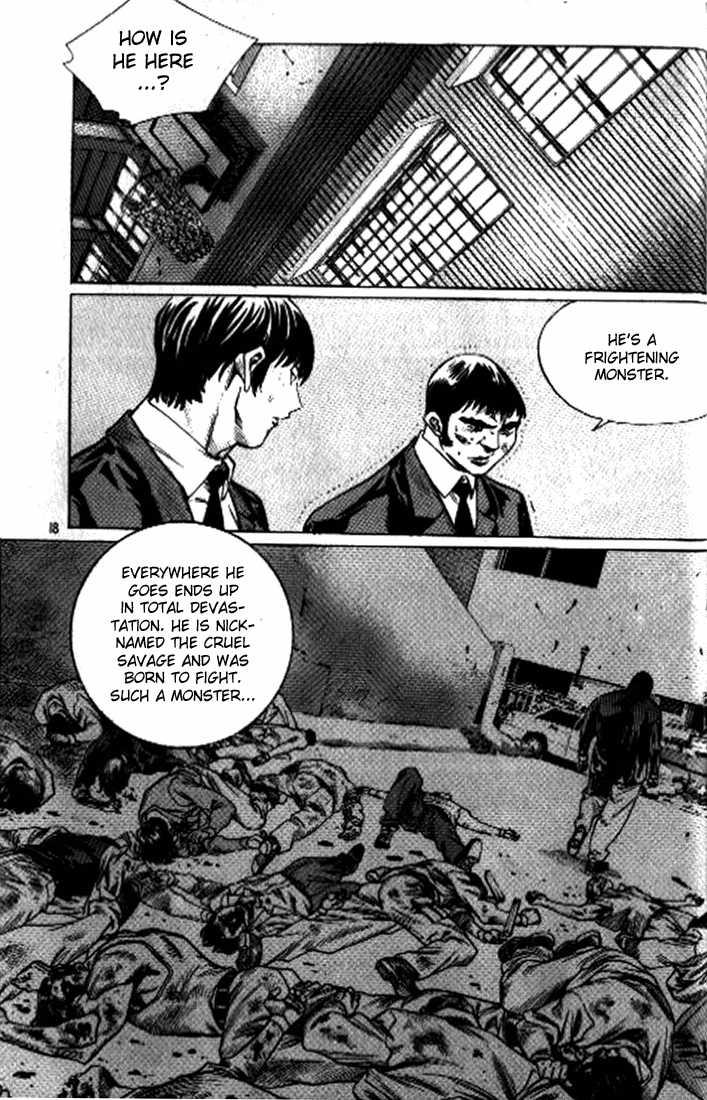 HOW IS
HE HERE
...?
HE'S A
FRIGHTENING
MONSTER.
18
EVERYWHERE HE
GOES ENDS UP
IN TOTAL DEVAS-
TATION. HE IS NICK-
NAMED THE CRUEL
SAVAGE AND WAS
BORN TO FIGHT.
SUCH A MONSTER...